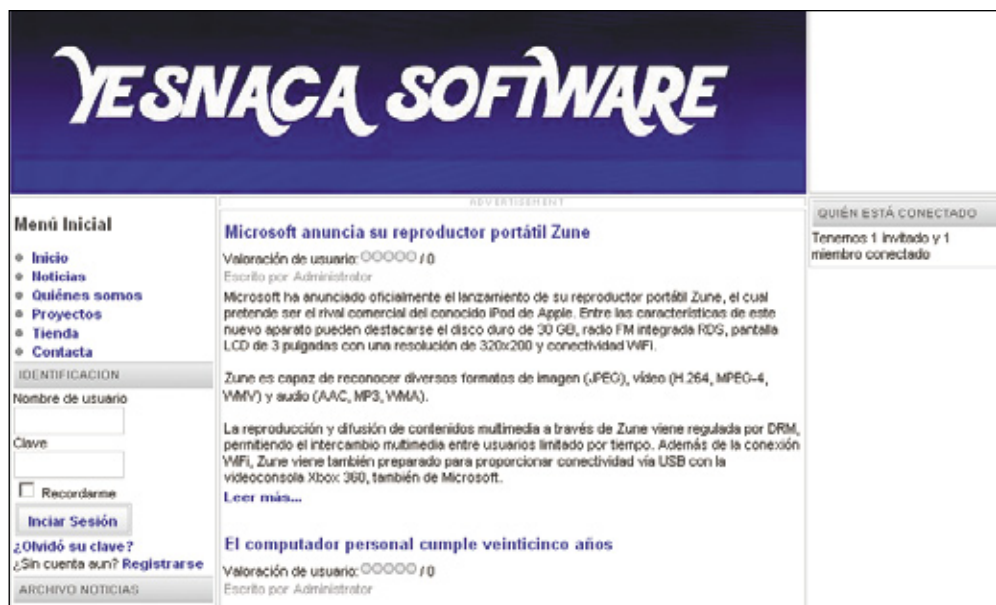 YESNACA SOFTWARE
Menú Inicial
Inicio
Noticias
Quiénes somos
Proyectos
Tienda
Contacta
IDENTIFICACION
Nombre de usuario
Clave
Recordarme
Inciar Sesión
¿Olvidó su clave?
¿Sin cuenta aun? Registrarse
ARCHIVO NOTICIAS
ADVERTISEMENT
Microsoft anuncia su reproductor portátil Zune
Valoración de usuario: / 0
Escrito por Administrator
Microsoft ha anunciado oficialmente el lanzamiento de su reproductor portátil Zune, el cual
pretende ser el rival comercial del conocido iPod de Apple. Entre las características de este
nuevo aparato pueden destacarse el disco duro de 30 GB, radio FM integrada RDS, pantalla
LCD de 3 pulgadas con una resolución de 320x200 y conectividad WiFi.
Zune es capaz de reconocer diversos formatos de imagen (JPEG), vídeo (H.264, MPEG-4,
WMV) y audio (AAC, MP3, WMA).
La reproducción y difusión de contenidos multimedia a través de Zune viene regulada por DRM,
permitiendo el intercambio multimedia entre usuarios limitado por tiempo. Además de la conexión
WiFi, Zune viene también preparado para proporcionar conectividad vía USB con la
videoconsola Xbox 360, también de Microsoft.
Leer más...
El computador personal cumple veinticinco años
Valoración de usuario: / 0
Escrito por Administrator
QUIÉN ESTÁ CONECTADO
Tenemos 1 invitado y 1
miembro conectado